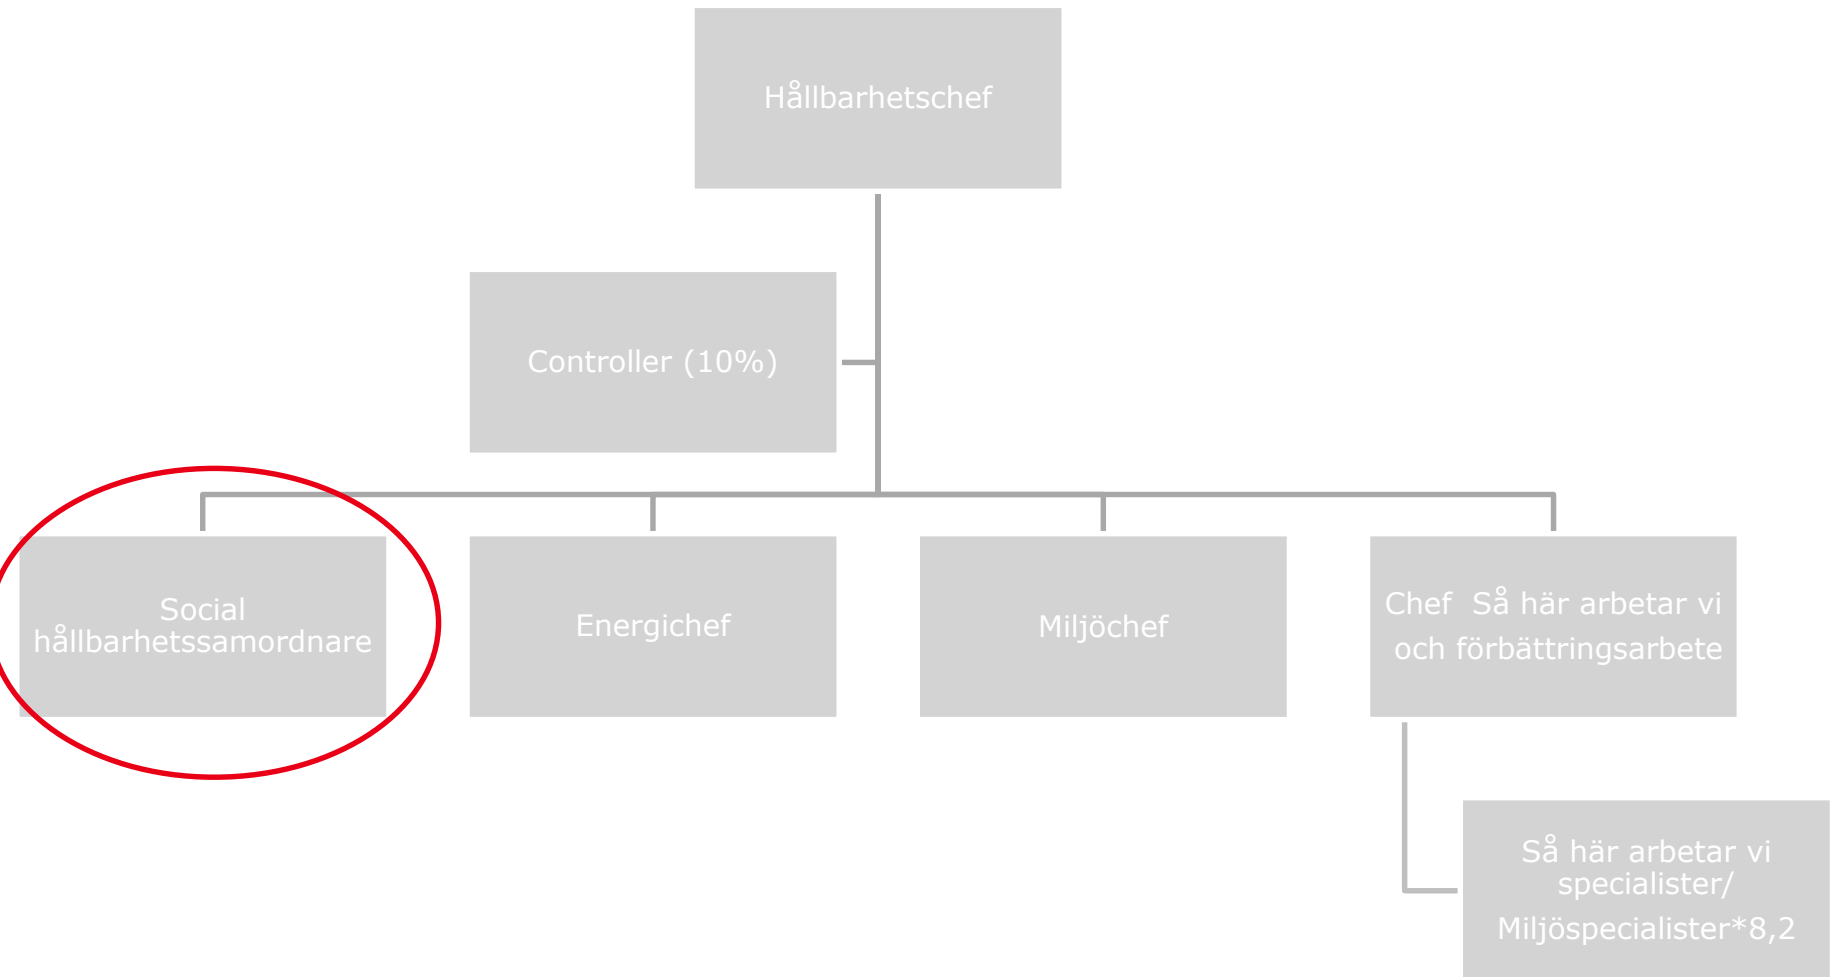 Hållbarhetschef
Controller (10%)
Social
hållbarhetssamordnare
Energichef
Miljöchef
Chef  Så här arbetar vi
och förbättringsarbete
Så här arbetar vi
specialister/
Miljöspecialister*8,2